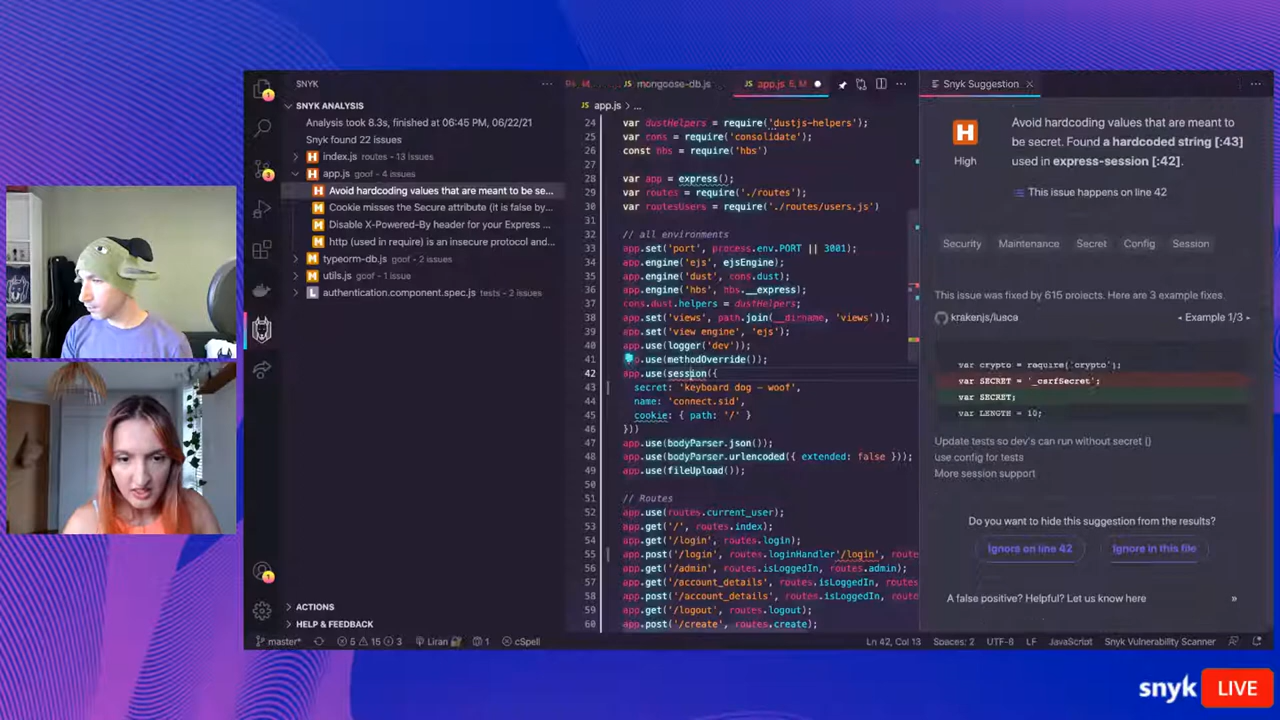 SNYK
SNYK ANALYSIS
Analysis took 8.3s, finished at 06:45 PM, 06/22/21
Snyk found 22 issues
index.js routes - 13 issues
app.js goof - 4 issues
Avoid hardcoding values that are meant to be se...
Cookie misses the Secure attribute (it is false by...
Disable X-Powered-By header for your Express ...
http (used in require) is an insecure protocol and...
typeorm-db.js goof - 2 issues
utils.js goof - 1 issue
authentication.component.spec.js tests - 2 issues
ACTIONS
HELP & FEEDBACK
JS mongoose-db.js
JS app.js 5, M
JS app.js > ...
24 var dustHelpers = require('dustjs-helpers');
25 var cons = require('consolidate');
26 const hbs = require('hbs')
27
28 var app = express();
29 var routes = require('./routes');
30 var routesUsers = require('./routes/users.js')
31
32 // all environments
33 app.set('port', process.env.PORT || 3001);
34 app.engine('ejs', ejsEngine);
35 app.engine('dust', cons.dust);
36 app.engine('hbs', hbs.__express);
37 cons.dust.helpers = dustHelpers;
38 app.set('views', path.join(__dirname, 'views'));
39 app.set('view engine', 'ejs');
40 app.use(logger('dev'));
41 app.use(methodOverride());
42 app.use(session({
43 secret: 'keyboard dog - woof',
44 name: 'connect.sid',
45 cookie: { path: '/' }
46 }))
47 app.use(bodyParser.json());
48 app.use(bodyParser.urlencoded({ extended: false }));
49 app.use(fileUpload());
50
51 // Routes
52 app.use(routes.current_user);
53 app.get('/', routes.index);
54 app.get('/login', routes.login);
55 app.post('/login', routes.loginHandler'/login', route
56 app.get('/admin', routes.isLoggedIn, routes.admin);
57 app.get('/account_details', routes.isLoggedIn, routes
58 app.post('/account_details', routes.isLoggedIn, route
59 app.get('/logout', routes.logout);
60 app.post('/create', routes.create);
Snyk Suggestion
H
High
Avoid hardcoding values that are meant to
be secret. Found a hardcoded string [:43]
used in express-session [:42].
This issue happens on line 42
Security Maintenance Secret Config Session
This issue was fixed by 615 projects. Here are 3 example fixes.
krakenjs/lusca
Example 1/3
var crypto = require('crypto');
var SECRET = '_csrfSecret';
var SECRET;
var LENGTH = 10;
Update tests so dev's can run without secret ()
use config for tests
More session support
Do you want to hide this suggestion from the results?
Ignore on line 42
Ignore in this file
A false positive? Helpful? Let us know here »
master* 5 15 3 Liran 1 cSpell
Ln 42, Col 13 Spaces: 2 UTF-8 LF JavaScript Snyk Vulnerability Scanner
snyk LIVE